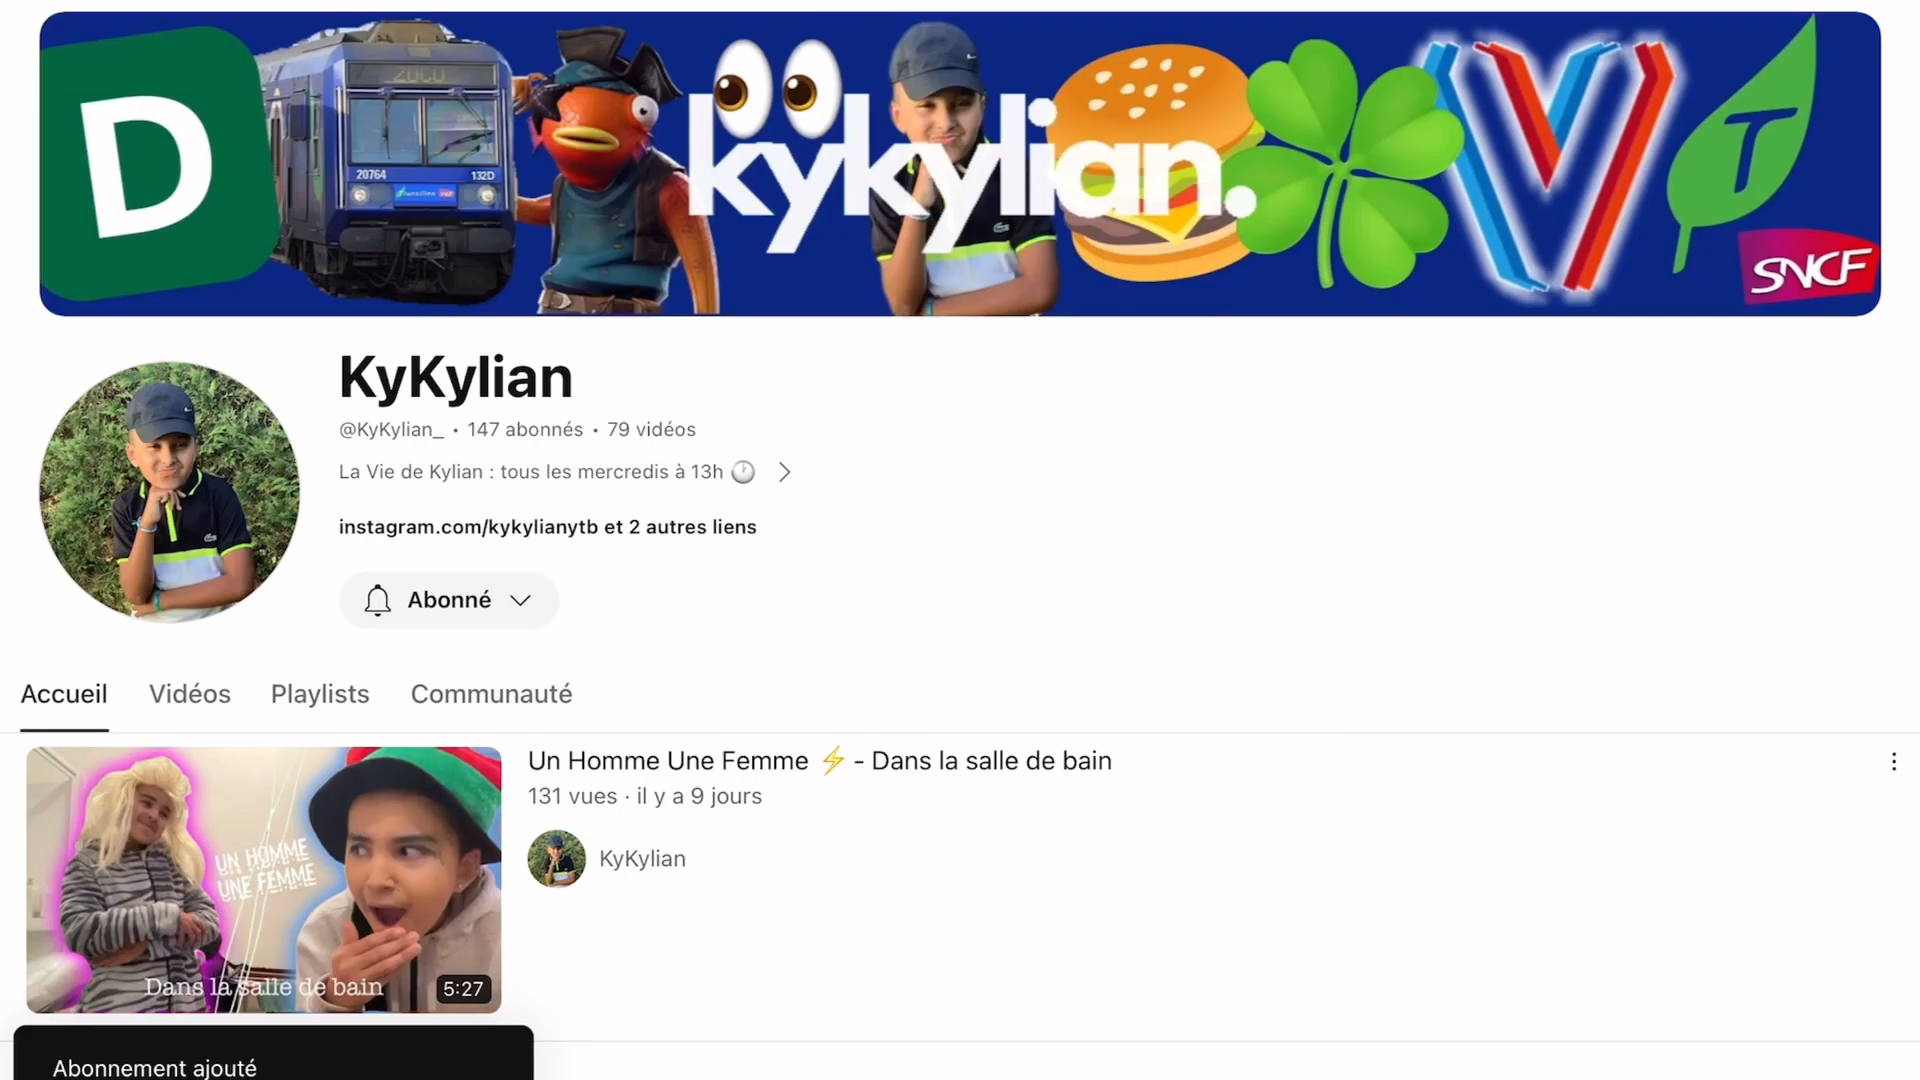 D
ZUCO
20764 132D
Transilien SNCF
kykylian.
T
SNCF
KyKylian
@KyKylian_ • 147 abonnés • 79 vidéos
La Vie de Kylian : tous les mercredis à 13h
instagram.com/kykylianytb et 2 autres liens
Abonné
Accueil Vidéos Playlists Communauté
UN HOMME
UNE FEMME
Dans la salle de bain
5:27
Un Homme Une Femme ⚡ - Dans la salle de bain
131 vues · il y a 9 jours
KyKylian
Abonnement ajouté